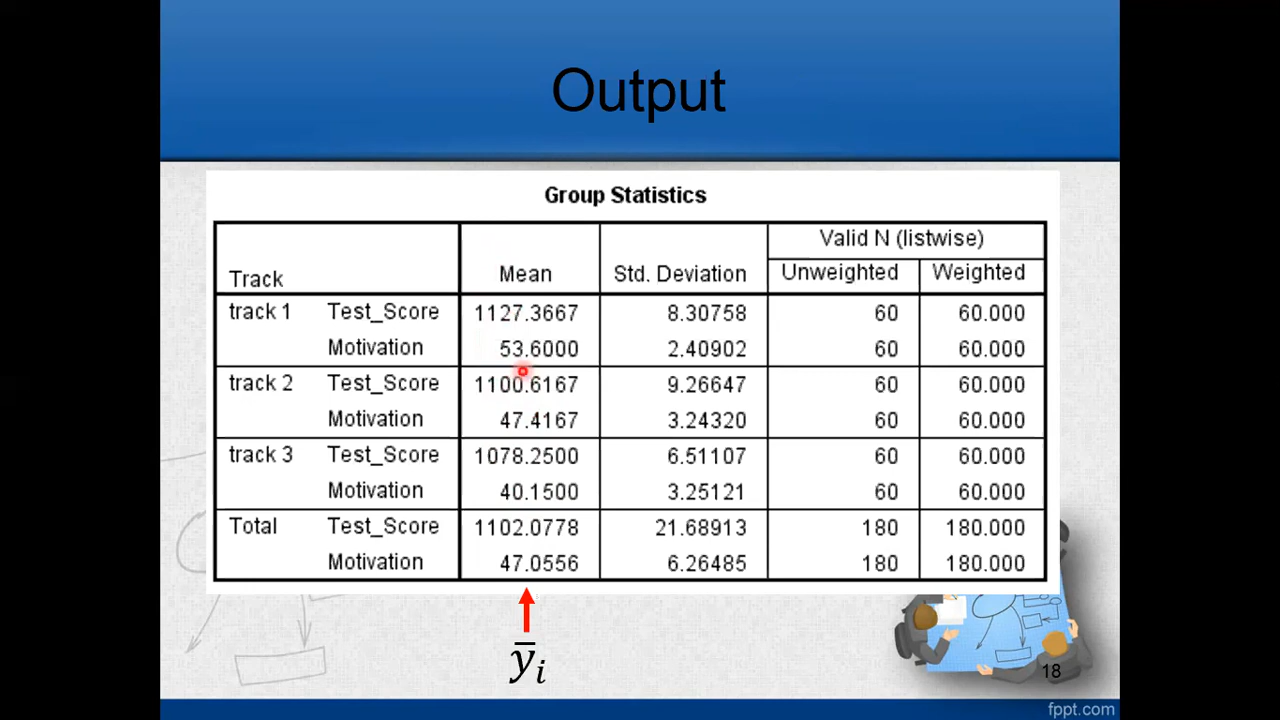 Output
Group Statistics
Track Mean Std. Deviation Valid N (listwise)
Unweighted Weighted
track 1 Test_Score 1127.3667 8.30758 60 60.000
Motivation 53.6000 2.40902 60 60.000
track 2 Test_Score 1100.6167 9.26647 60 60.000
Motivation 47.4167 3.24320 60 60.000
track 3 Test_Score 1078.2500 6.51107 60 60.000
Motivation 40.1500 3.25121 60 60.000
Total Test_Score 1102.0778 21.68913 180 180.000
Motivation 47.0556 6.26485 180 180.000
ȳᵢ
18
fppt.com